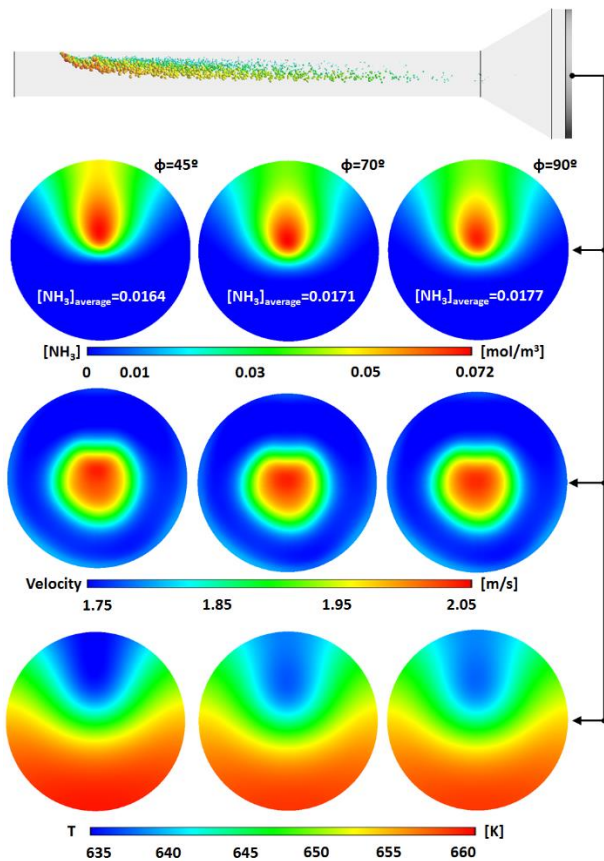 ϕ=45º ϕ=70º ϕ=90º
[NH₃]average=0.0164 [NH₃]average=0.0171 [NH₃]average=0.0177
[NH₃] [mol/m³]
0 0.01 0.03 0.05 0.072
Velocity [m/s]
1.75 1.85 1.95 2.05
T [K]
635 640 645 650 655 660